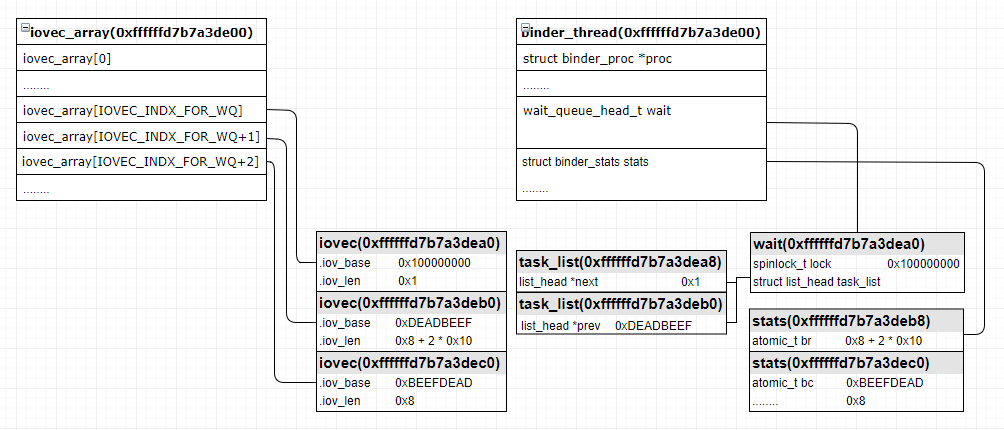 iovec_array(0xffffffd7b7a3de00)
iovec_array[0]
........
iovec_array[IOVEC_INDX_FOR_WQ]
iovec_array[IOVEC_INDX_FOR_WQ+1]
iovec_array[IOVEC_INDX_FOR_WQ+2]
........
binder_thread(0xffffffd7b7a3de00)
struct binder_proc *proc
........
wait_queue_head_t wait
struct binder_stats stats
........
iovec(0xffffffd7b7a3dea0)
.iov_base 0x100000000
.iov_len 0x1
iovec(0xffffffd7b7a3deb0)
.iov_base 0xDEADBEEF
.iov_len 0x8 + 2 * 0x10
iovec(0xffffffd7b7a3dec0)
.iov_base 0xBEEFDEAD
.iov_len 0x8
task_list(0xffffffd7b7a3dea8)
list_head *next 0x1
task_list(0xffffffd7b7a3deb0)
list_head *prev 0xDEADBEEF
wait(0xffffffd7b7a3dea0)
spinlock_t lock 0x100000000
struct list_head task_list
stats(0xffffffd7b7a3deb8)
atomic_t br 0x8 + 2 * 0x10
stats(0xffffffd7b7a3dec0)
atomic_t bc 0xBEEFDEAD
........ 0x8